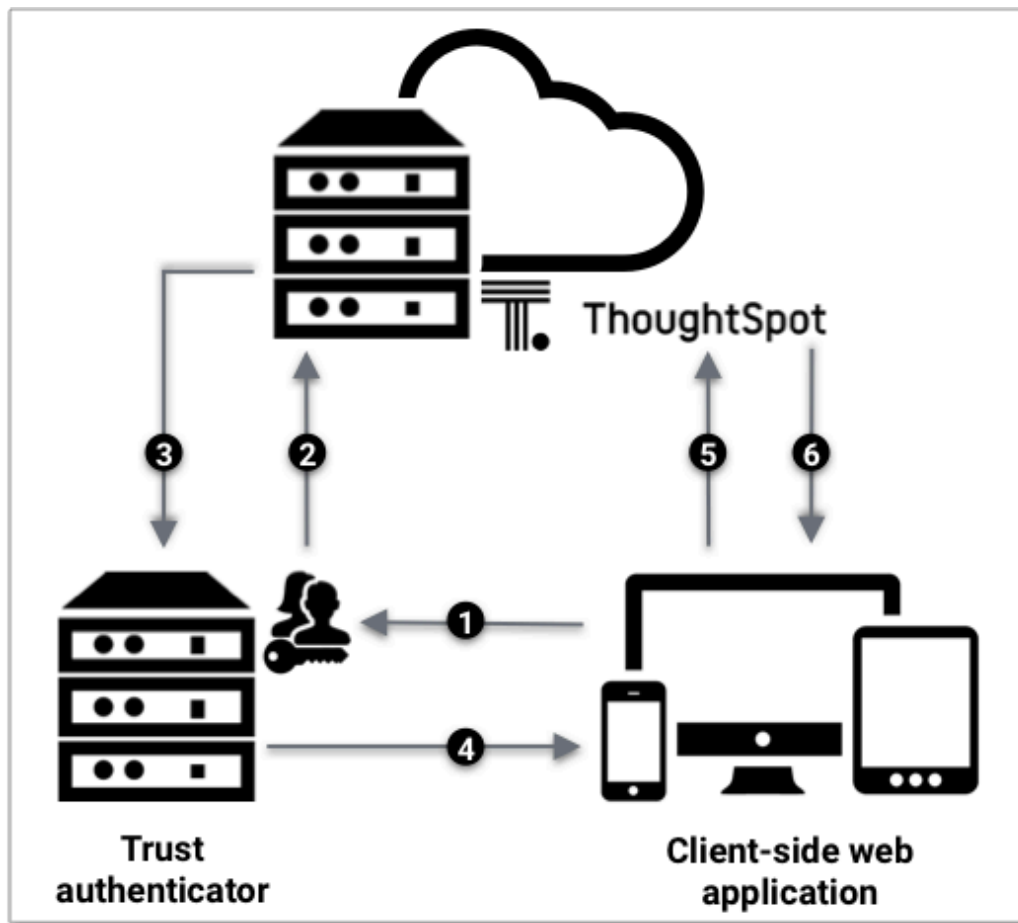 ThoughtSpot
3
2
5
6
1
4
Trust
authenticator
Client-side web
application